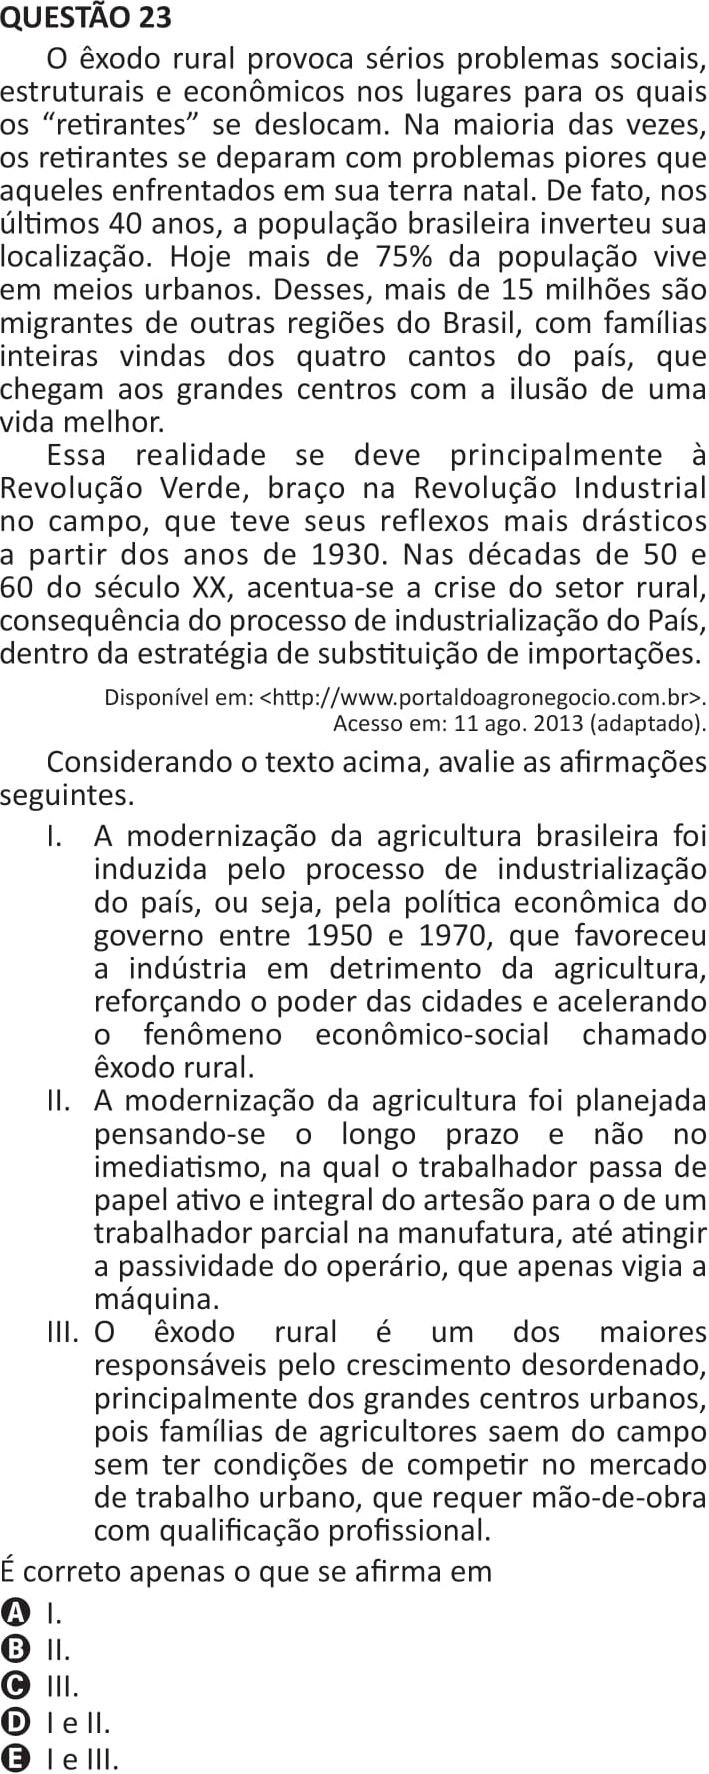 QUESTÃO 23
O êxodo rural provoca sérios problemas sociais,
estruturais e econômicos nos lugares para os quais
os “retirantes” se deslocam. Na maioria das vezes,
os retirantes se deparam com problemas piores que
aqueles enfrentados em sua terra natal. De fato, nos
últimos 40 anos, a população brasileira inverteu sua
localização. Hoje mais de 75% da população vive
em meios urbanos. Desses, mais de 15 milhões são
migrantes de outras regiões do Brasil, com famílias
inteiras vindas dos quatro cantos do país, que
chegam aos grandes centros com a ilusão de uma
vida melhor.
Essa realidade se deve principalmente à
Revolução Verde, braço na Revolução Industrial
no campo, que teve seus reflexos mais drásticos
a partir dos anos de 1930. Nas décadas de 50 e
60 do século XX, acentua-se a crise do setor rural,
consequência do processo de industrialização do País,
dentro da estratégia de substituição de importações.
Disponível em: <http://www.portaldoagronegocio.com.br>.
Acesso em: 11 ago. 2013 (adaptado).
Considerando o texto acima, avalie as afirmações
seguintes.
I. A modernização da agricultura brasileira foi
induzida pelo processo de industrialização
do país, ou seja, pela política econômica do
governo entre 1950 e 1970, que favoreceu
a indústria em detrimento da agricultura,
reforçando o poder das cidades e acelerando
o fenômeno econômico-social chamado
êxodo rural.
II. A modernização da agricultura foi planejada
pensando-se o longo prazo e não no
imediatismo, na qual o trabalhador passa de
papel ativo e integral do artesão para o de um
trabalhador parcial na manufatura, até atingir
a passividade do operário, que apenas vigia a
máquina.
III. O êxodo rural é um dos maiores
responsáveis pelo crescimento desordenado,
principalmente dos grandes centros urbanos,
pois famílias de agricultores saem do campo
sem ter condições de competir no mercado
de trabalho urbano, que requer mão-de-obra
com qualificação profissional.
É correto apenas o que se afirma em
A I.
B II.
C III.
D I e II.
E I e III.